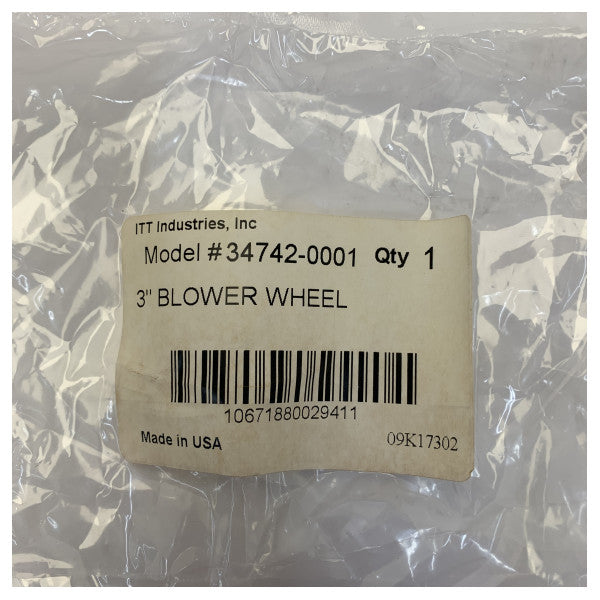 ITT Industries, Inc
Model #34742-0001 Qty 1
3" BLOWER WHEEL
10671880029411
Made in USA 09K17302